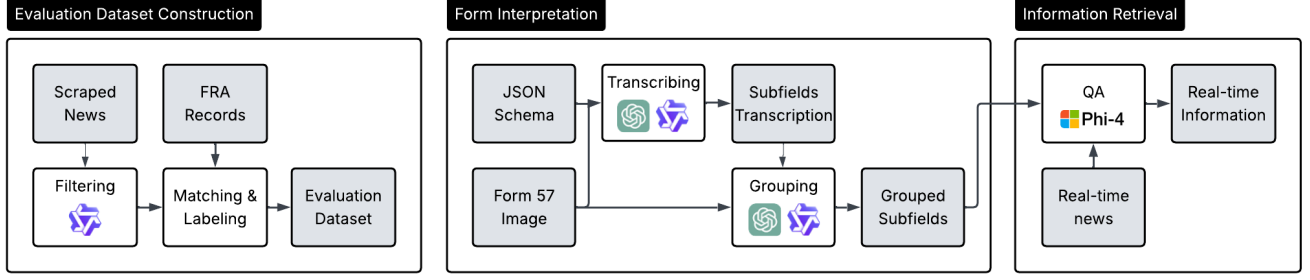 Evaluation Dataset Construction
Scraped
News
FRA
Records
Filtering
Matching &
Labeling
Evaluation
Dataset
Form Interpretation
JSON
Schema
Transcribing
Subfields
Transcription
Form 57
Image
Grouping
Grouped
Subfields
Information Retrieval
QA
Phi-4
Real-time
Information
Real-time
news